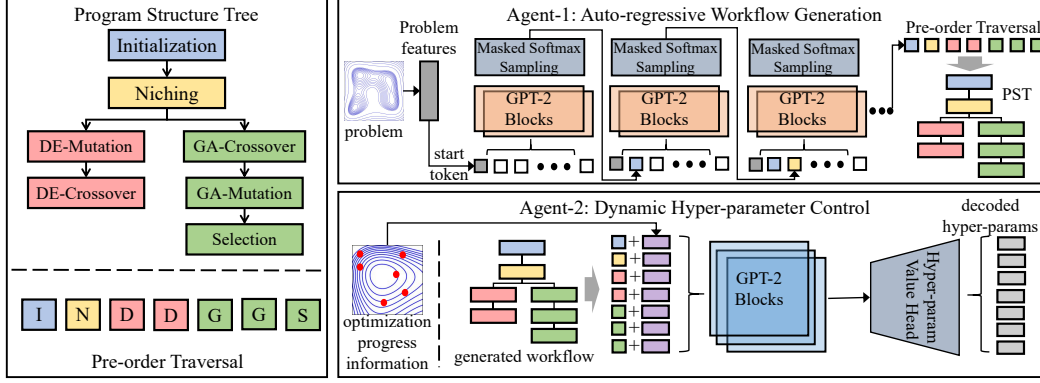 Program Structure Tree
Initialization
Niching
DE-Mutation
GA-Crossover
DE-Crossover
GA-Mutation
Selection
I N D D G G S
Pre-order Traversal
Agent-1: Auto-regressive Workflow Generation
Problem
features
problem
start
token
Masked Softmax
Sampling
GPT-2
Blocks
Masked Softmax
Sampling
GPT-2
Blocks
Masked Softmax
Sampling
GPT-2
Blocks
Pre-order Traversal
PST
Agent-2: Dynamic Hyper-parameter Control
optimization
progress
information
generated workflow
+
+
+
+
+
+
+
+
GPT-2
Blocks
Hyper-param
Value Head
decoded
hyper-params